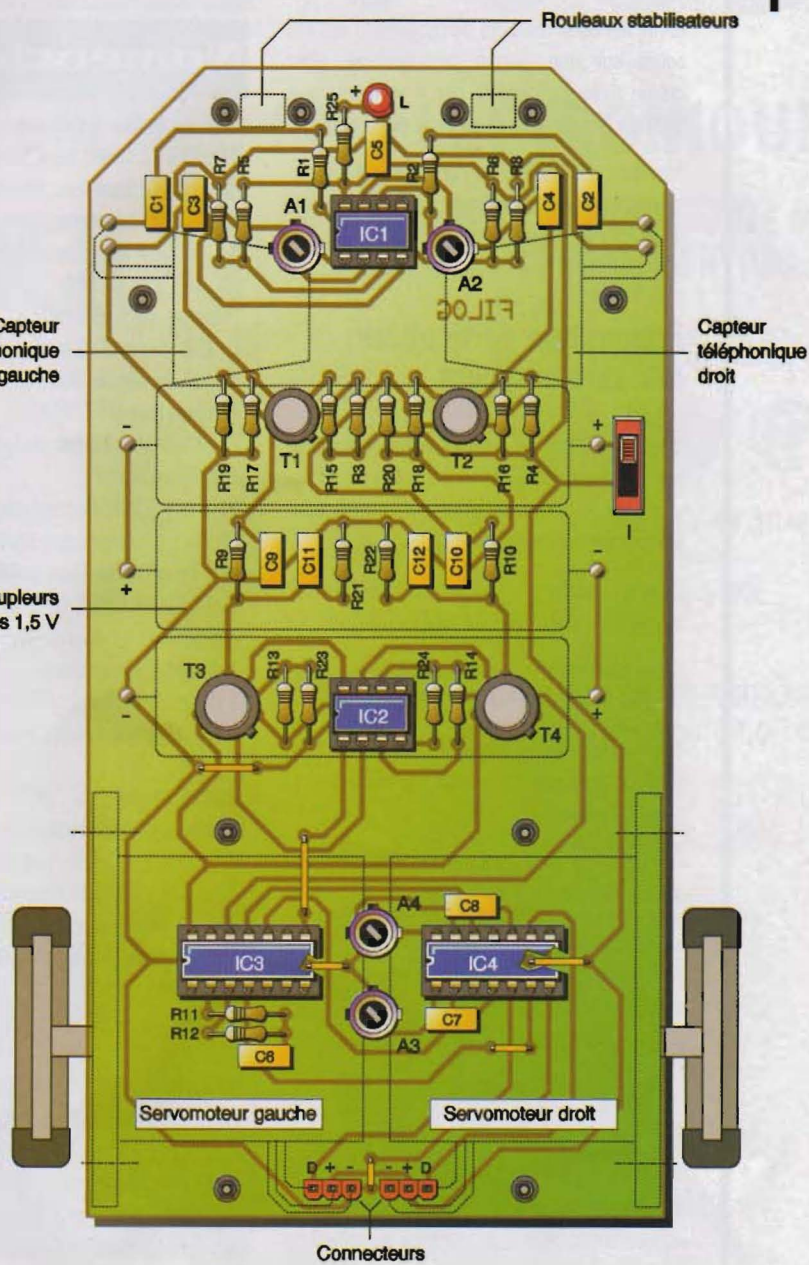 Rouleaux stabilisateurs
+ L
R25
R1
C5
R2
R7
R5
R6
R8
C1
C3
C4
C2
A1
IC1
A2
FILOG
Capteur
phonique
gauche
Capteur
téléphonique
droit
- +
T1
T2
R19
R17
R15
R3
R20
R18
R16
R4
I
R9
C9
C11
R22
C12
C10
R10
R21
+ -
upleurs
s 1,5 V
T3
R13
R23
R24
R14
IC2
T4
- +
A4
C8
IC3
IC4
R11
R12
C7
A3
C6
Servomoteur gauche
Servomoteur droit
D + - - + D
Connecteurs